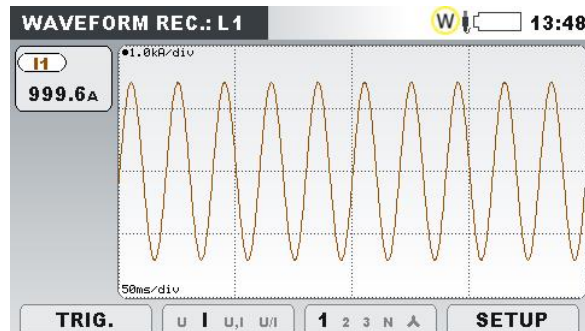 WAVEFORM REC.: L1
W
13:48
I1
999.6A
●1.0kA/div
50ms/div
TRIG.
U I U,I U/I
1 2 3 N
SETUP